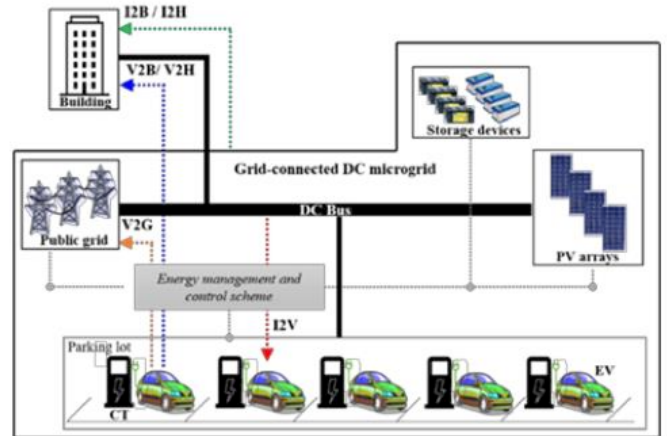 I2B / I2H
V2B/ V2H
Building
Storage devices
Grid-connected DC microgrid
DC Bus
V2G
Public grid
PV arrays
Energy management and
control scheme
I2V
Parking lot
EV
CT